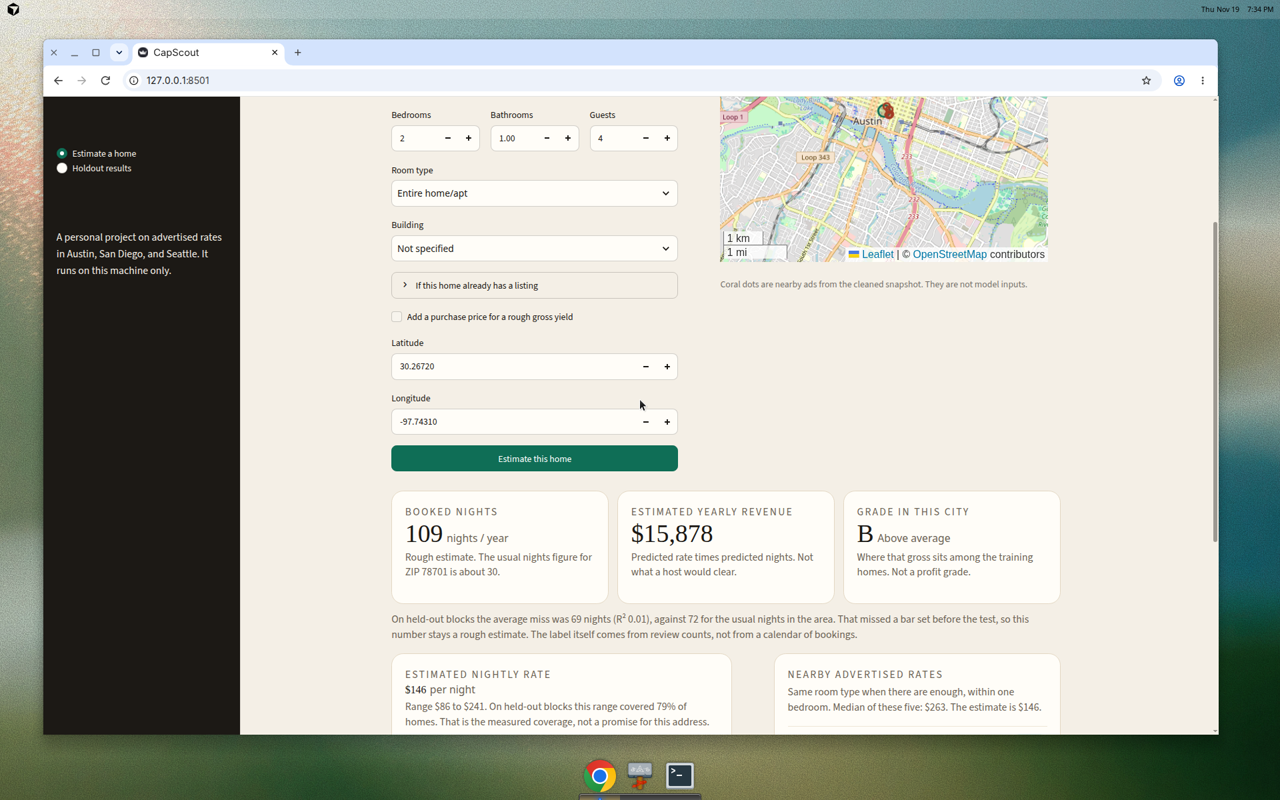 Thu Nov 19 7:34 PM
CapScout
127.0.0.1:8501
Estimate a home
Holdout results
A personal project on advertised rates
in Austin, San Diego, and Seattle. It
runs on this machine only.
Bedrooms Bathrooms Guests
2 1.00 4
Room type
Entire home/apt
Building
Not specified
If this home already has a listing
Add a purchase price for a rough gross yield
Latitude
30.26720
Longitude
-97.74310
Estimate this home
Loop 1
Austin
Loop 343
231
232
233
1 km
1 mi
Leaflet | © OpenStreetMap contributors
Coral dots are nearby ads from the cleaned snapshot. They are not model inputs.
BOOKED NIGHTS
109 nights / year
Rough estimate. The usual nights figure for
ZIP 78701 is about 30.
ESTIMATED YEARLY REVENUE
$15,878
Predicted rate times predicted nights. Not
what a host would clear.
GRADE IN THIS CITY
B Above average
Where that gross sits among the training
homes. Not a profit grade.
On held-out blocks the average miss was 69 nights (R² 0.01), against 72 for the usual nights in the area. That missed a bar set before the test, so this
number stays a rough estimate. The label itself comes from review counts, not from a calendar of bookings.
ESTIMATED NIGHTLY RATE
$146 per night
Range $86 to $241. On held-out blocks this range covered 79% of
homes. That is the measured coverage, not a promise for this address.
NEARBY ADVERTISED RATES
Same room type when there are enough, within one
bedroom. Median of these five: $263. The estimate is $146.